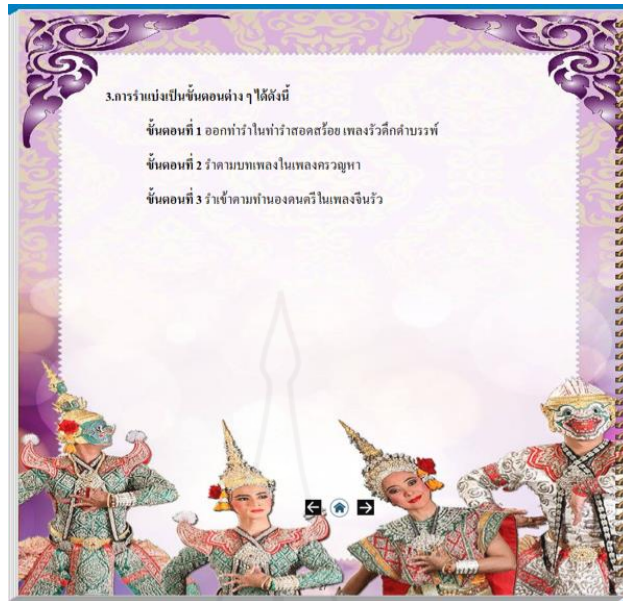 3.การรำแบ่งเป็นขั้นตอนต่าง ๆ ได้ดังนี้
ขั้นตอนที่ 1 ออกท่ารำในท่ารำสอดสร้อย เพลงรัวดึกดำบรรพ์
ขั้นตอนที่ 2 รำตามบทเพลงในเพลงครวญหา
ขั้นตอนที่ 3 รำเข้าตามทำนองดนตรีในเพลงจีนรัว